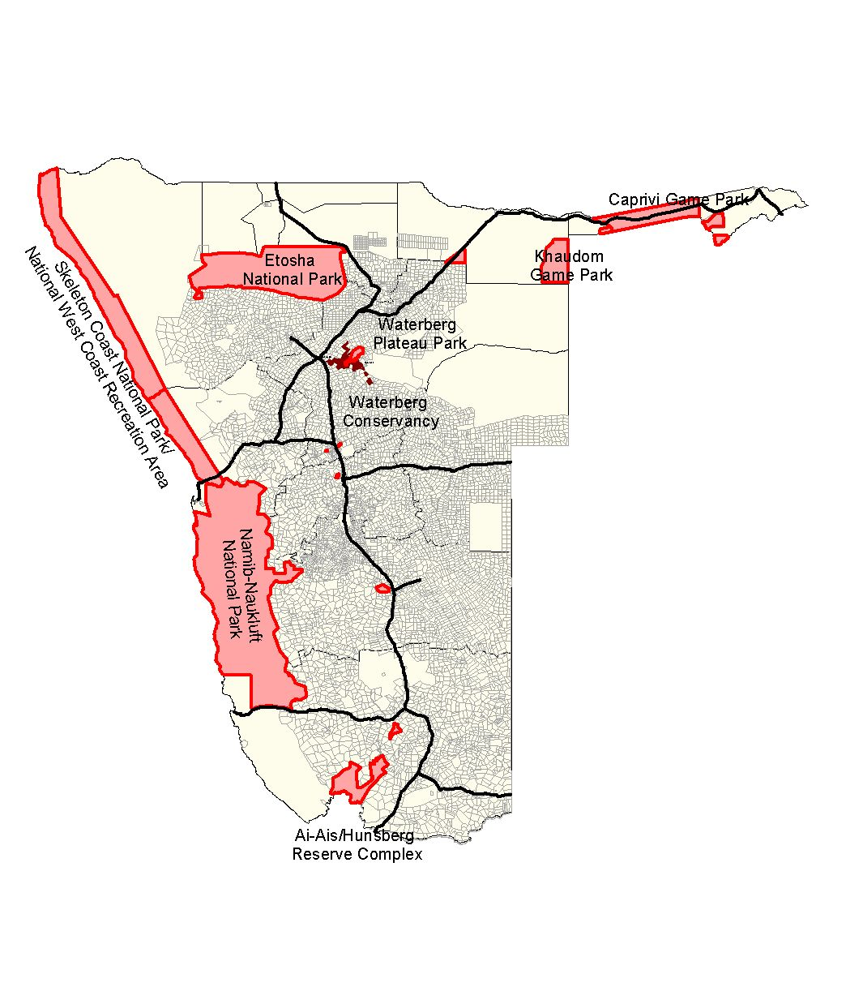 Caprivi Game Park
Etosha
National Park
Khaudom
Game Park
Waterberg
Plateau Park
Waterberg
Conservancy
Skeleton Coast National Park/
National West Coast Recreation Area
Namib-Naukluft
National Park
Ai-Ais/Hunsberg
Reserve Complex